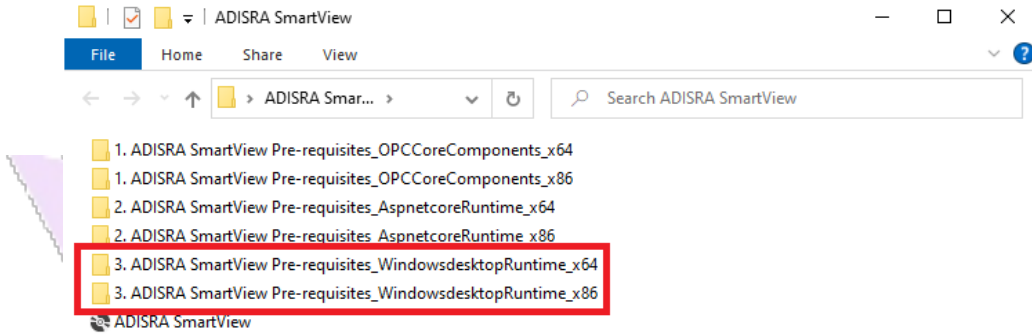 ADISRA SmartView
File Home Share View
ADISRA Smar... Search ADISRA SmartView
1. ADISRA SmartView Pre-requisites_OPCCoreComponents_x64
1. ADISRA SmartView Pre-requisites_OPCCoreComponents_x86
2. ADISRA SmartView Pre-requisites_AspnetcoreRuntime_x64
2. ADISRA SmartView Pre-requisites_AspnetcoreRuntime_x86
3. ADISRA SmartView Pre-requisites_WindowsdesktopRuntime_x64
3. ADISRA SmartView Pre-requisites_WindowsdesktopRuntime_x86
ADISRA SmartView